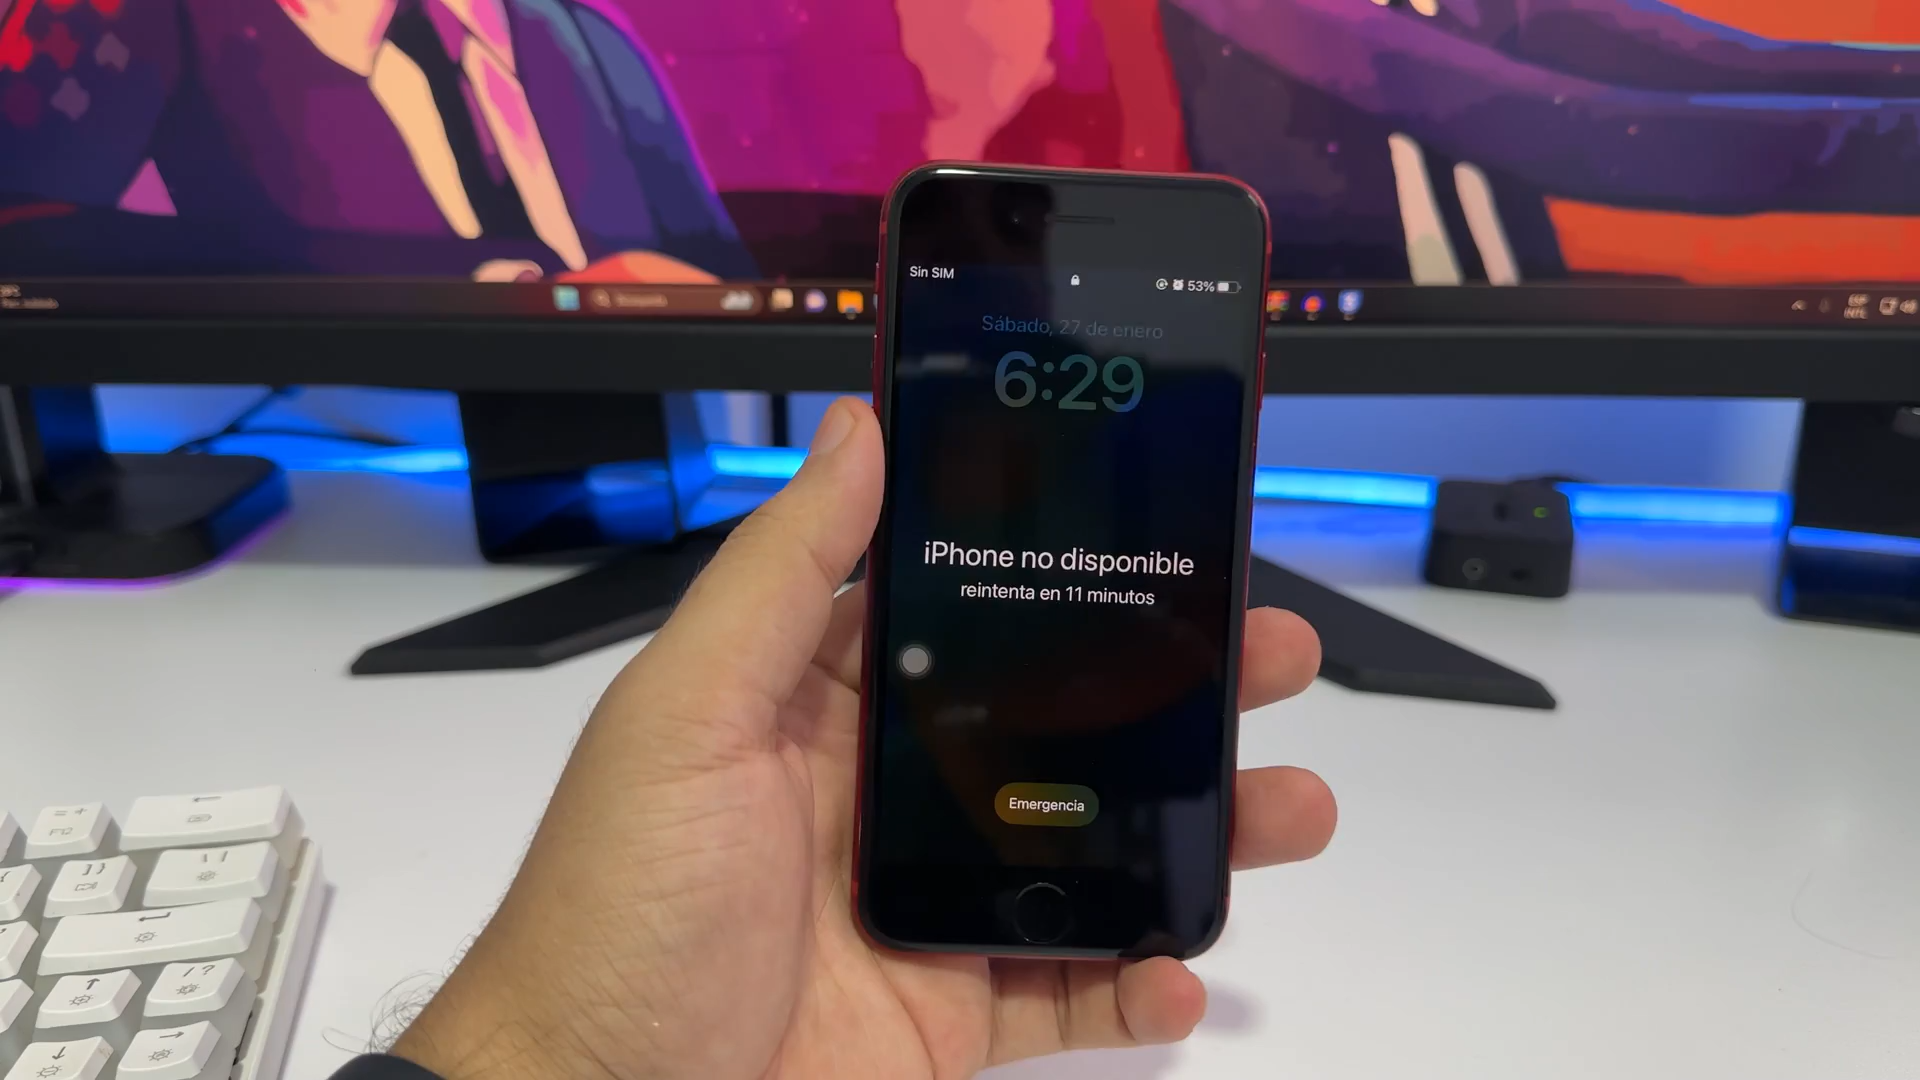 Sin SIM
53%
Sábado, 27 de enero
6:29
iPhone no disponible
reintenta en 11 minutos
Emergencia